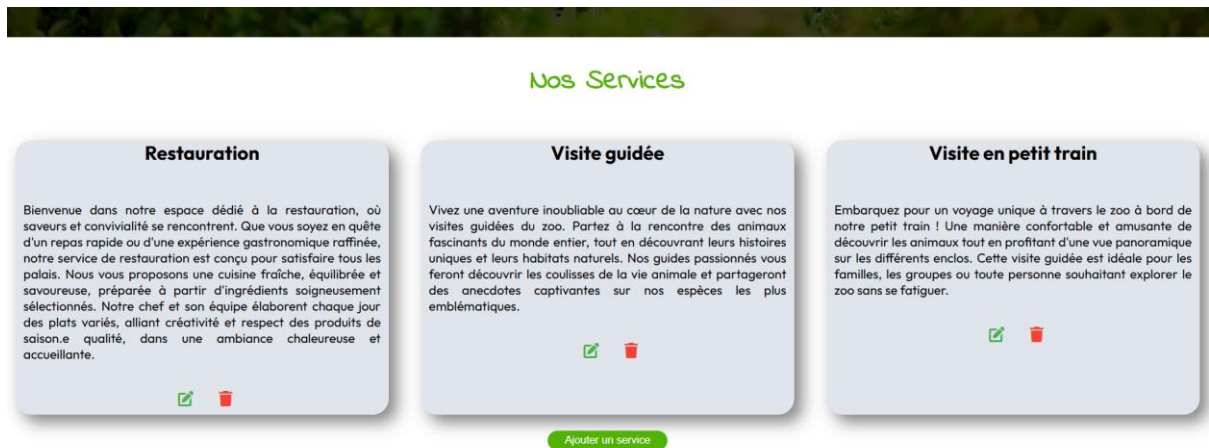 Nos Services
Restauration
Bienvenue dans notre espace dédié à la restauration, où
saveurs et convivialité se rencontrent. Que vous soyez en quête
d'un repas rapide ou d'une expérience gastronomique raffinée,
notre service de restauration est conçu pour satisfaire tous les
palais. Nous vous proposons une cuisine fraîche, équilibrée et
savoureuse, préparée à partir d'ingrédients soigneusement
sélectionnés. Notre chef et son équipe élaborent chaque jour
des plats variés, alliant créativité et respect des produits de
saison.e qualité, dans une ambiance chaleureuse et
accueillante.
Visite guidée
Vivez une aventure inoubliable au cœur de la nature avec nos
visites guidées du zoo. Partez à la rencontre des animaux
fascinants du monde entier, tout en découvrant leurs histoires
uniques et leurs habitats naturels. Nos guides passionnés vous
feront découvrir les coulisses de la vie animale et partageront
des anecdotes captivantes sur nos espèces les plus
emblématiques.
Visite en petit train
Embarquez pour un voyage unique à travers le zoo à bord de
notre petit train ! Une manière confortable et amusante de
découvrir les animaux tout en profitant d'une vue panoramique
sur les différents enclos. Cette visite guidée est idéale pour les
familles, les groupes ou toute personne souhaitant explorer le
zoo sans se fatiguer.
Ajouter un service